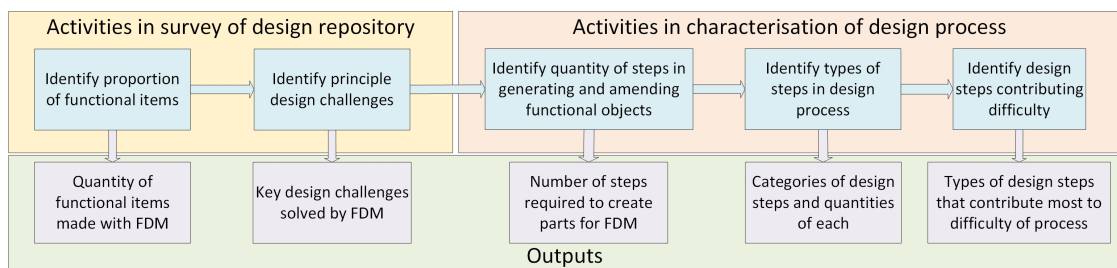 Activities in survey of design repository
Activities in characterisation of design process
Identify proportion
of functional items
Identify principle
design challenges
Identify quantity of steps in
generating and amending
functional objects
Identify types of
steps in design
process
Identify design
steps contributing
difficulty
Quantity of
functional items
made with FDM
Key design challenges
solved by FDM
Number of steps
required to create
parts for FDM
Categories of design
steps and quantities
of each
Types of design steps
that contribute most to
difficulty of process
Outputs